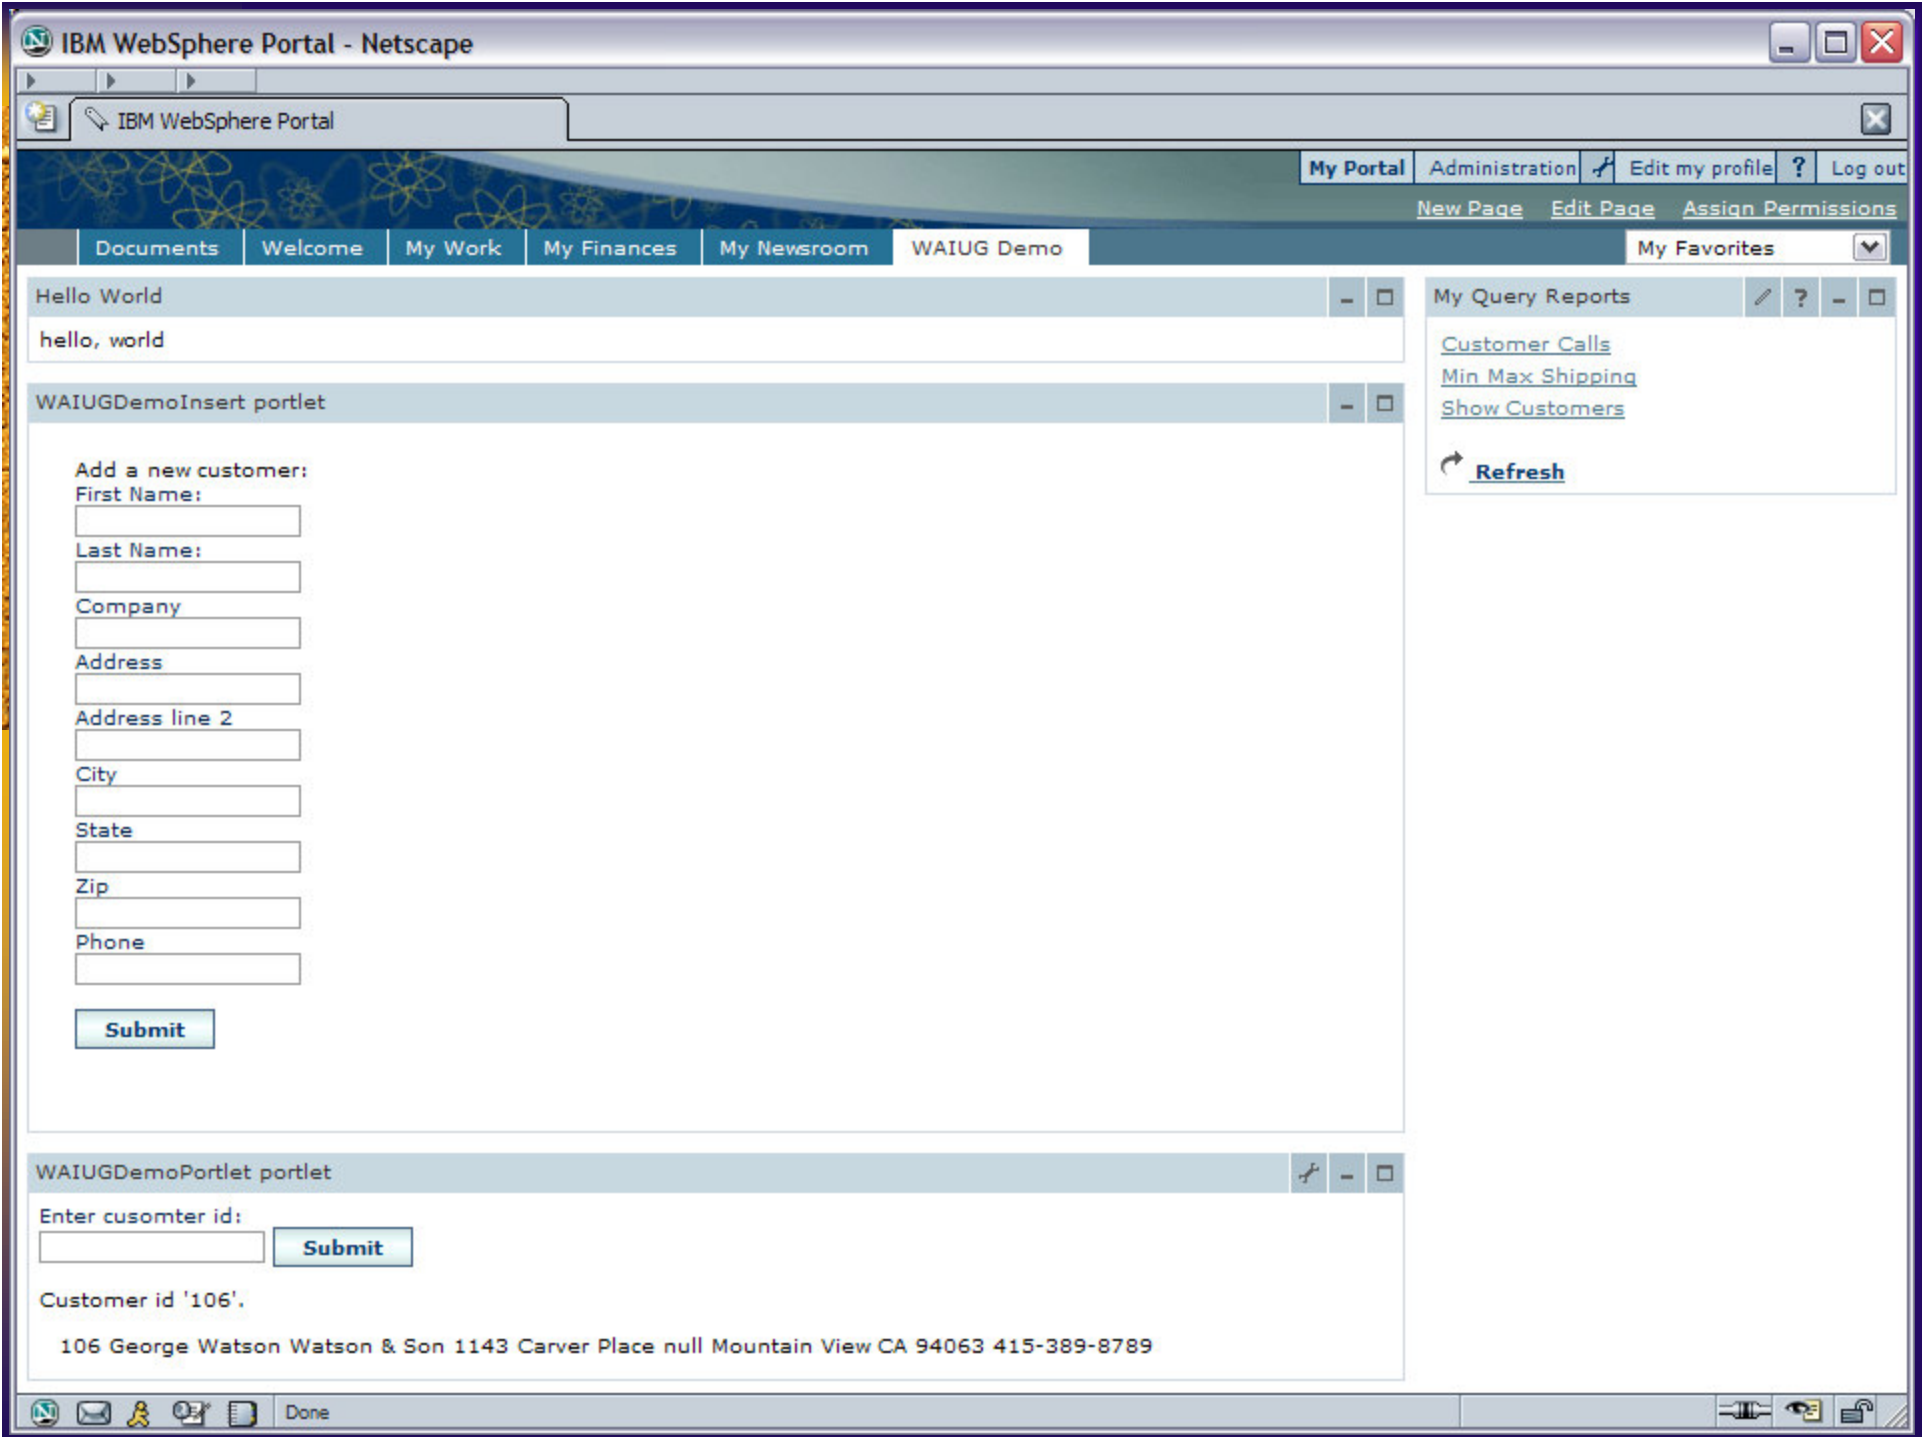 IBM WebSphere Portal - Netscape
IBM WebSphere Portal
My Portal Administration Edit my profile ? Log out
New Page Edit Page Assign Permissions
Documents Welcome My Work My Finances My Newsroom WAIUG Demo My Favorites
Hello World
hello, world
My Query Reports ?
Customer Calls
Min Max Shipping
Show Customers
Refresh
WAIUGDemoInsert portlet
Add a new customer:
First Name:
Last Name:
Company
Address
Address line 2
City
State
Zip
Phone
Submit
WAIUGDemoPortlet portlet
Enter cusomter id:
Submit
Customer id '106'.
106 George Watson Watson & Son 1143 Carver Place null Mountain View CA 94063 415-389-8789
Done